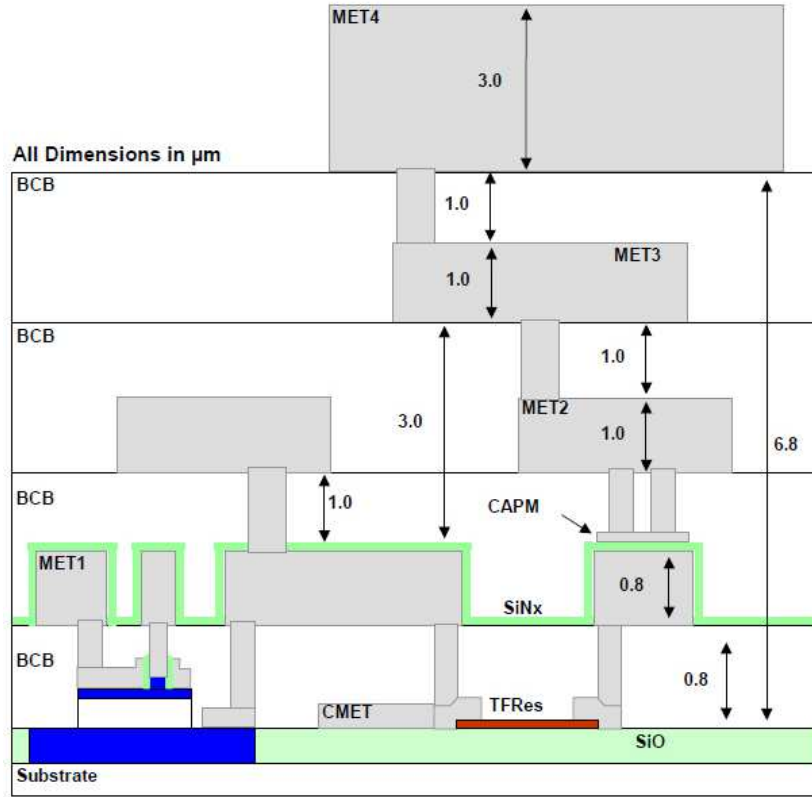 MET4
3.0
All Dimensions in µm
BCB
1.0
MET3
1.0
BCB
1.0
MET2
3.0
1.0
6.8
BCB
1.0
CAPM
MET1
0.8
SiNx
BCB
0.8
CMET
TFRes
SiO
Substrate